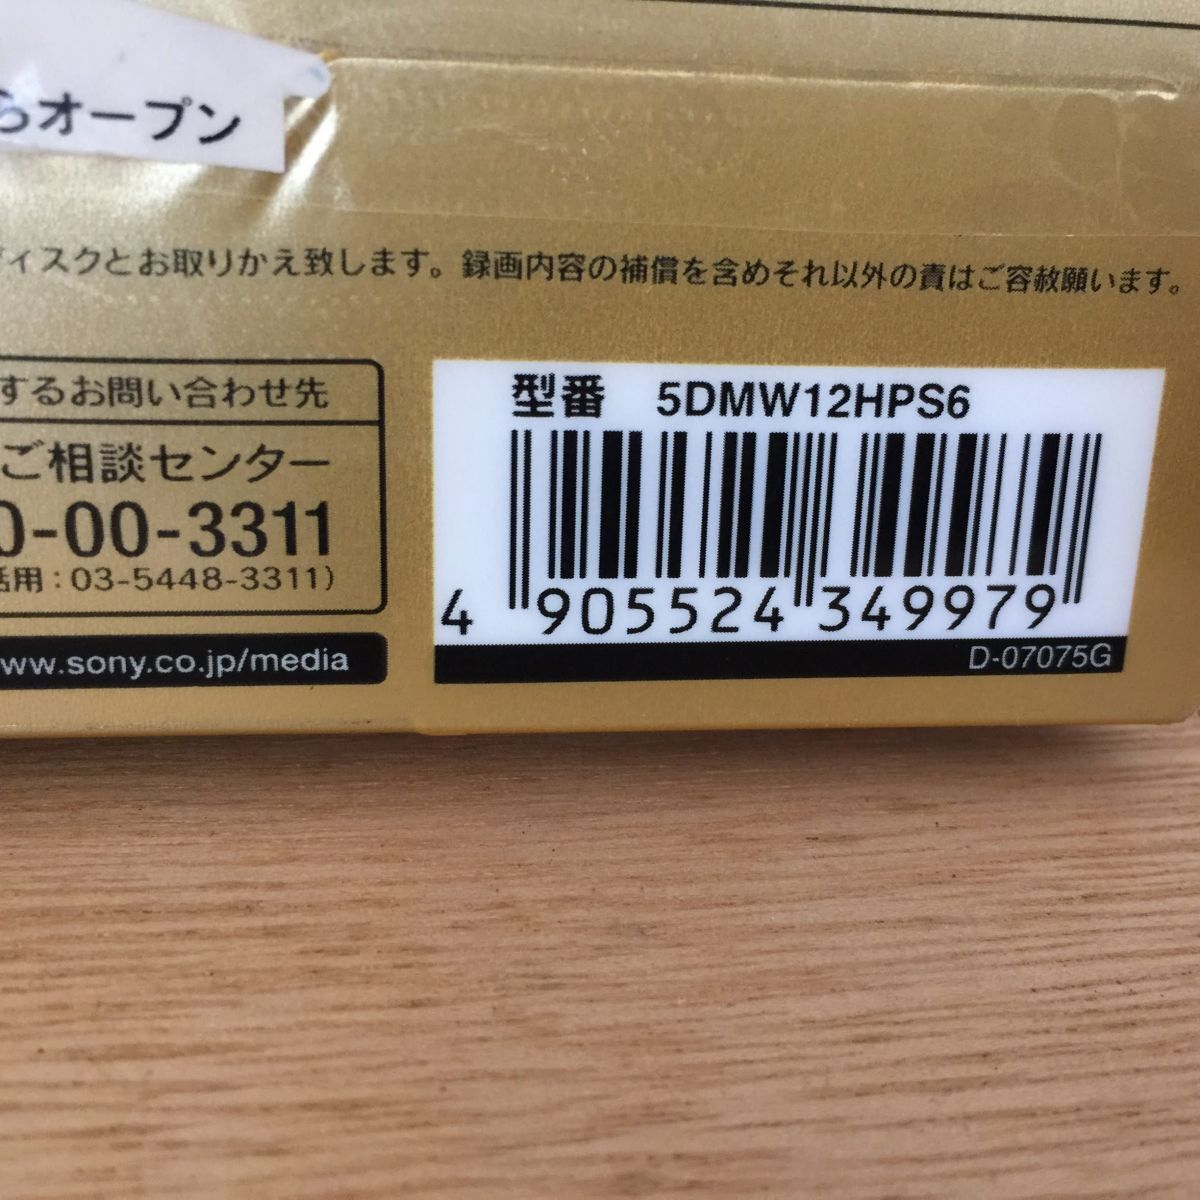 らオープン
ディスクとお取りかえ致します。録画内容の補償を含めそれ以外の責はご容赦願います。
するお問い合わせ先
ご相談センター
0-00-3311
話用:03-5448-3311)
www.sony.co.jp/media
型番 5DMW12HPS6
4 905524 349979
D-07075G